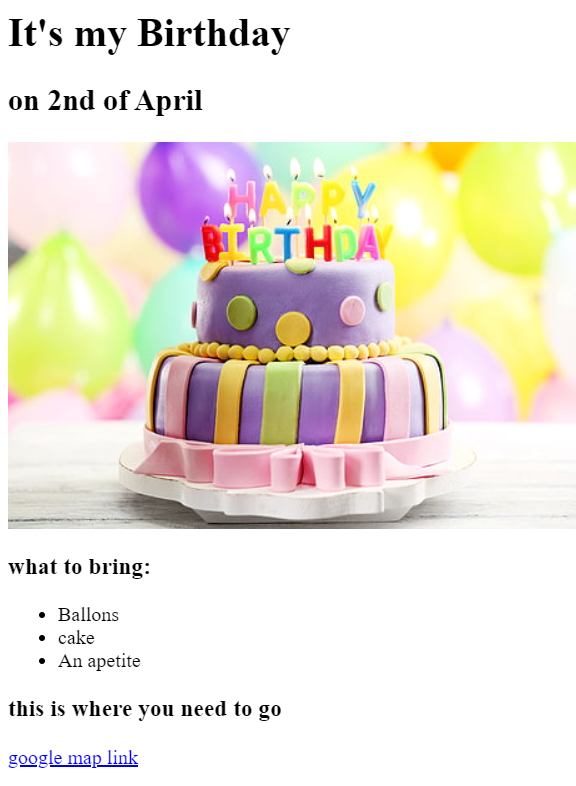 It's my Birthday
on 2nd of April
HAPPY
BIRTHDAY
what to bring:
Ballons
cake
An apetite
this is where you need to go
google map link